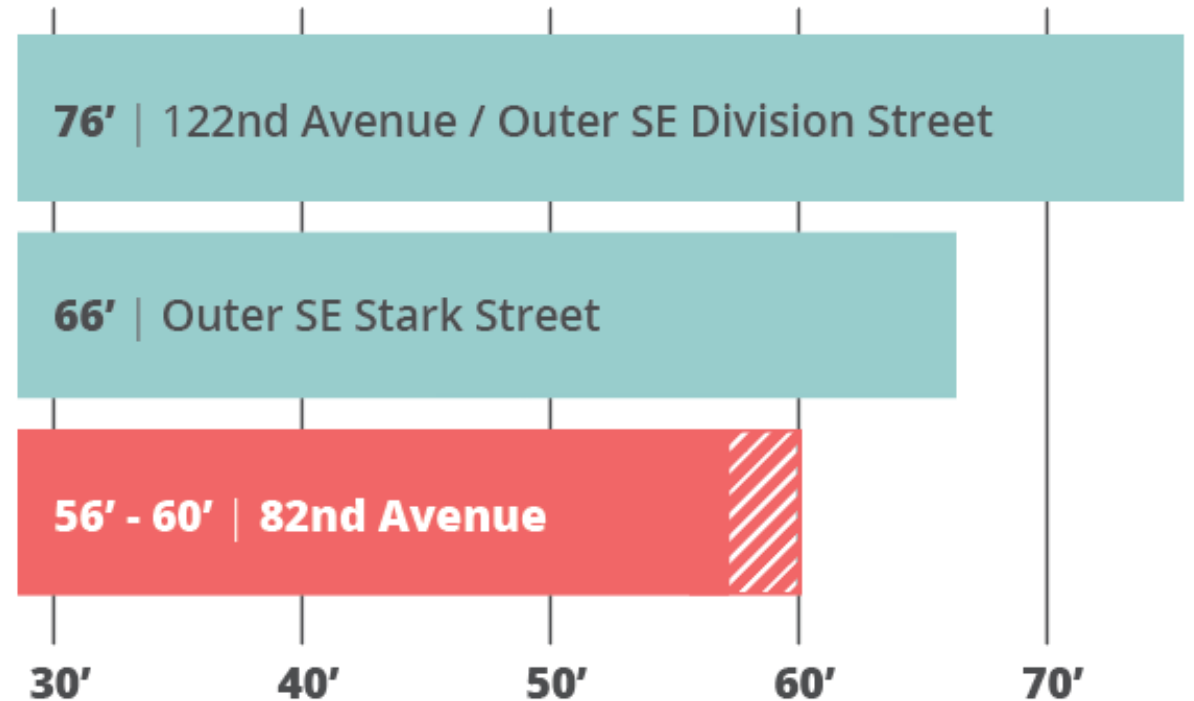 76′ | 122nd Avenue / Outer SE Division Street
66′ | Outer SE Stark Street
56′ - 60′ | 82nd Avenue
30′ 40′ 50′ 60′ 70′